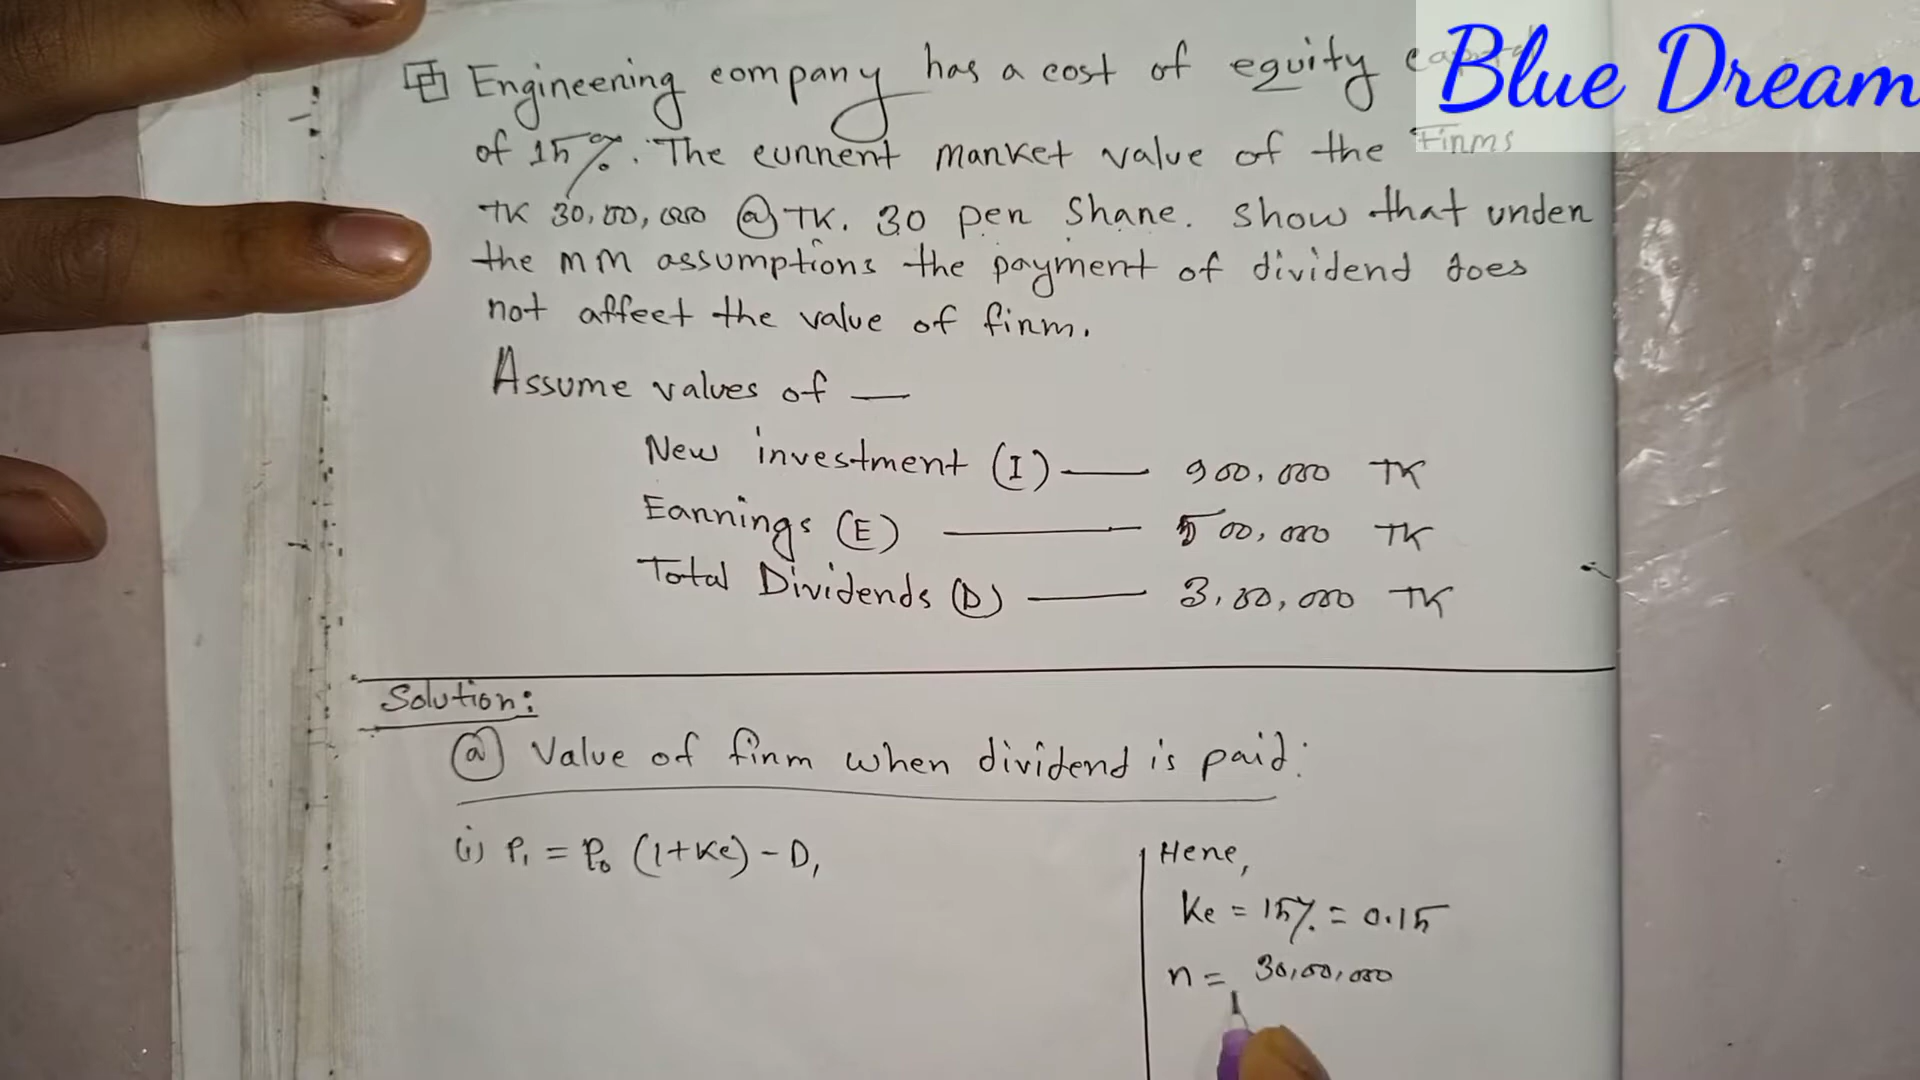 Blue Dream
Engineering company has a cost of equity
of 15%. The current market value of the Firms
TK 30,00,000 @ TK. 30 per Share. show that under
the MM assumptions the payment of dividend does
not affect the value of firm.
Assume values of —
New investment (I) — 900,000 TK
Earnings (E) — 500,000 TK
Total Dividends (D) — 3,00,000 TK
Solution:
(a) Value of firm when dividend is paid:
(i) P₁ = P₀ (1+Ke) - D₁
Here,
Ke = 15% = 0.15
n = 30,00,000